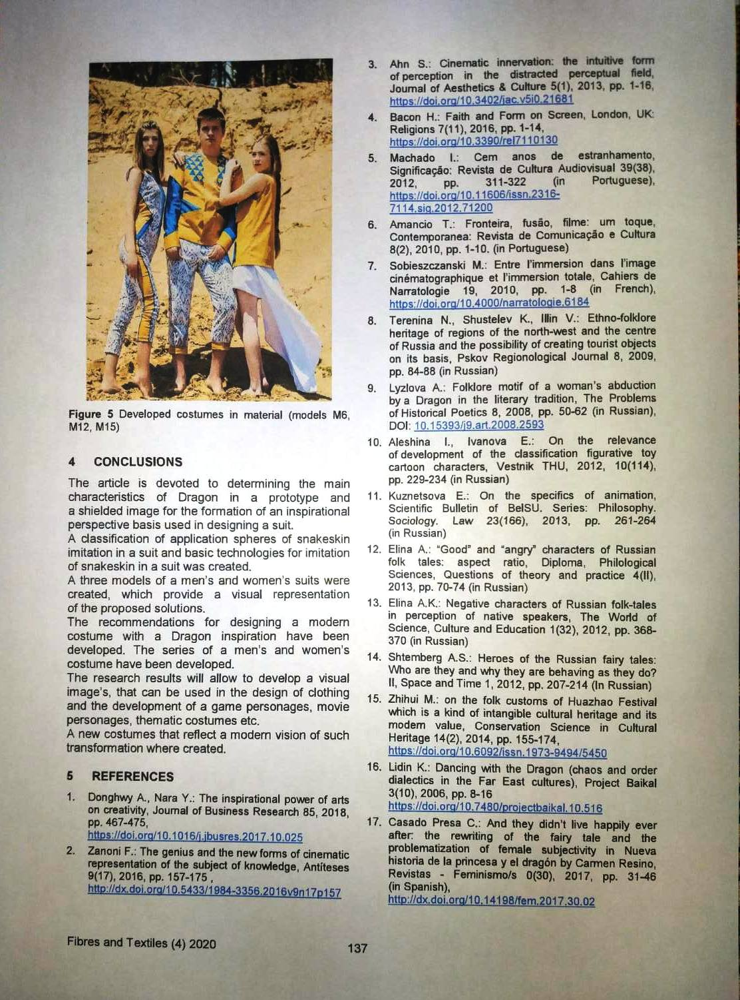 Figure 5 Developed costumes in material (models M6,
M12, M15)
4 CONCLUSIONS
The article is devoted to determining the main
characteristics of Dragon in a prototype and
a shielded image for the formation of an inspirational
perspective basis used in designing a suit.
A classification of application spheres of snakeskin
imitation in a suit and basic technologies for imitation
of snakeskin in a suit was created.
A three models of a men's and women's suits were
created, which provide a visual representation
of the proposed solutions.
The recommendations for designing a modern
costume with a Dragon inspiration have been
developed. The series of a men's and women's
costume have been developed.
The research results will allow to develop a visual
image's, that can be used in the design of clothing
and the development of a game personages, movie
personages, thematic costumes etc.
A new costumes that reflect a modern vision of such
transformation where created.
5 REFERENCES
1. Donghwy A., Nara Y.: The inspirational power of arts
on creativity, Journal of Business Research 85, 2018,
pp. 467-475,
https://doi.org/10.1016/j.jbusres.2017.10.025
2. Zanoni F.: The genius and the new forms of cinematic
representation of the subject of knowledge, Antíteses
9(17), 2016, pp. 157-175 ,
http://dx.doi.org/10.5433/1984-3356.2016v9n17p157
3. Ahn S.: Cinematic innervation: the intuitive form
of perception in the distracted perceptual field,
Journal of Aesthetics & Culture 5(1), 2013, pp. 1-16,
https://doi.org/10.3402/jac.v5i0.21681
4. Bacon H.: Faith and Form on Screen, London, UK:
Religions 7(11), 2016, pp. 1-14,
https://doi.org/10.3390/rel7110130
5. Machado I.: Cem anos de estranhamento,
Significação: Revista de Cultura Audiovisual 39(38),
2012, pp. 311-322 (in Portuguese),
https://doi.org/10.11606/issn.2316-
7114.sig.2012.71200
6. Amancio T.: Fronteira, fusão, filme: um toque,
Contemporanea: Revista de Comunicação e Cultura
8(2), 2010, pp. 1-10. (in Portuguese)
7. Sobieszczanski M.: Entre l'immersion dans l'image
cinématographique et l'immersion totale, Cahiers de
Narratologie 19, 2010, pp. 1-8 (in French),
https://doi.org/10.4000/narratologie.6184
8. Terenina N., Shustelev K., Illin V.: Ethno-folklore
heritage of regions of the north-west and the centre
of Russia and the possibility of creating tourist objects
on its basis, Pskov Regionological Journal 8, 2009,
pp. 84-88 (in Russian)
9. Lyzlova A.: Folklore motif of a woman's abduction
by a Dragon in the literary tradition, The Problems
of Historical Poetics 8, 2008, pp. 50-62 (in Russian),
DOI: 10.15393/j9.art.2008.2593
10. Aleshina I., Ivanova E.: On the relevance
of development of the classification figurative toy
cartoon characters, Vestnik THU, 2012, 10(114),
pp. 229-234 (in Russian)
11. Kuznetsova E.: On the specifics of animation,
Scientific Bulletin of BelSU. Series: Philosophy.
Sociology. Law 23(166), 2013, pp. 261-264
(in Russian)
12. Elina A.: "Good" and "angry" characters of Russian
folk tales: aspect ratio, Diploma, Philological
Sciences, Questions of theory and practice 4(II),
2013, pp. 70-74 (in Russian)
13. Elina A.K.: Negative characters of Russian folk-tales
in perception of native speakers, The World of
Science, Culture and Education 1(32), 2012, pp. 368-
370 (in Russian)
14. Shtemberg A.S.: Heroes of the Russian fairy tales:
Who are they and why they are behaving as they do?
II, Space and Time 1, 2012, pp. 207-214 (In Russian)
15. Zhihui M.: on the folk customs of Huazhao Festival
which is a kind of intangible cultural heritage and its
modern value, Conservation Science in Cultural
Heritage 14(2), 2014, pp. 155-174,
https://doi.org/10.6092/issn.1973-9494/5450
16. Lidin K.: Dancing with the Dragon (chaos and order
dialectics in the Far East cultures), Project Baikal
3(10), 2006, pp. 8-16
https://doi.org/10.7480/projectbaikal.10.516
17. Casado Presa C.: And they didn't live happily ever
after: the rewriting of the fairy tale and the
problematization of female subjectivity in Nueva
historia de la princesa y el dragón by Carmen Resino,
Revistas - Feminismo/s 0(30), 2017, pp. 31-46
(in Spanish),
http://dx.doi.org/10.14198/fem.2017.30.02
Fibres and Textiles (4) 2020
137